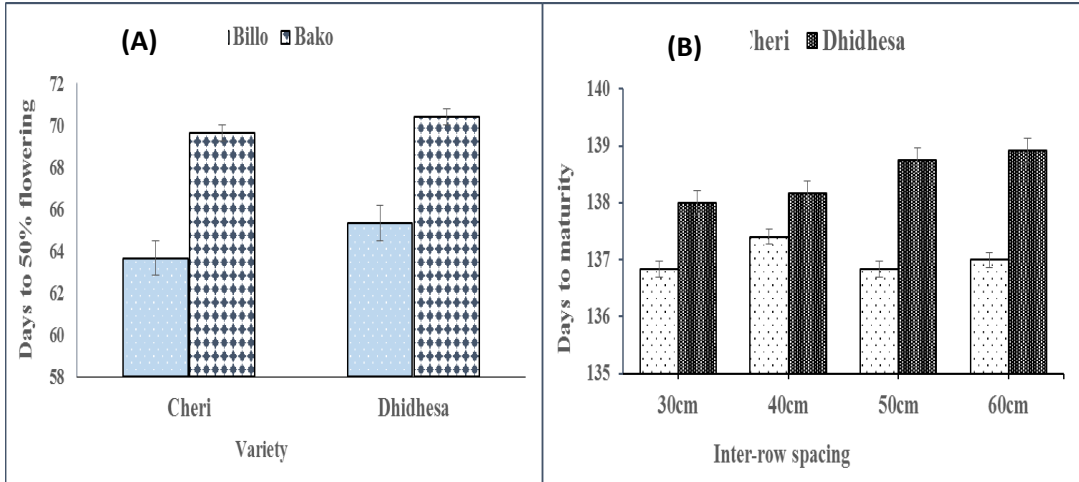 (A)
Billo Bako
Days to 50% flowering
72
70
68
66
64
62
60
58
Cheri Dhidhesa
Variety
(B)
Cheri Dhidhesa
Days to maturity
140
139
138
137
136
135
30cm 40cm 50cm 60cm
Inter-row spacing